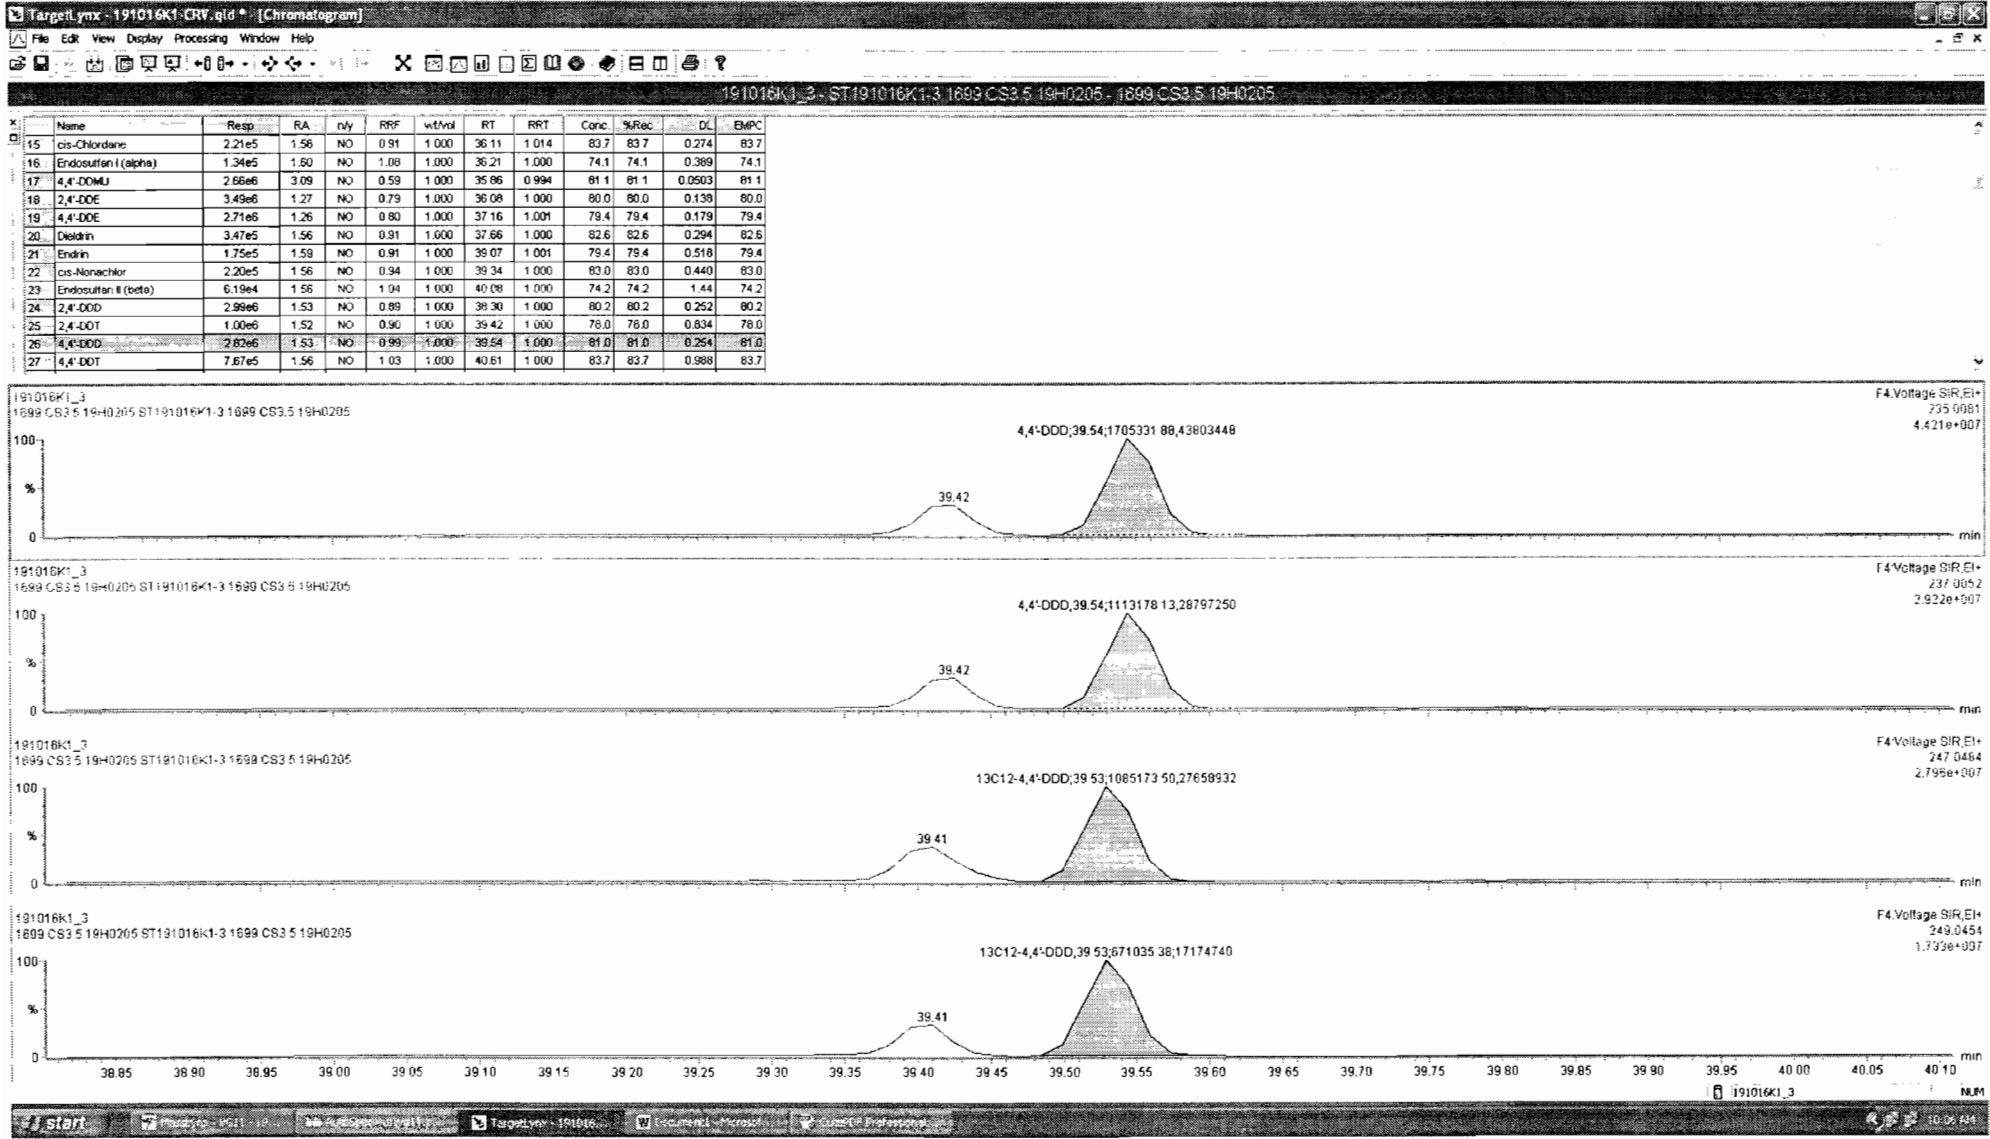 TargetLynx - 191016K1-CRV.qld * - [Chromatogram]
File Edit View Display Processing Window Help
191016K1_3 - ST191016K1-3 1699 CS3.5 19H0205 - 1699 CS3.5 19H0205
Name Resp RA n/y RRF wt/vol RT RRT Conc. %Rec DL EMPC
15 cis-Chlordane 2.21e5 1.56 NO 0.91 1.000 36.11 1.014 83.7 83.7 0.274 83.7
16 Endosulfan I (alpha) 1.34e5 1.60 NO 1.08 1.000 36.21 1.000 74.1 74.1 0.389 74.1
17 4,4'-DDMU 2.66e6 3.09 NO 0.59 1.000 35.86 0.994 81.1 81.1 0.0503 81.1
18 2,4'-DDE 3.49e6 1.27 NO 0.79 1.000 36.08 1.000 80.0 80.0 0.138 80.0
19 4,4'-DDE 2.71e6 1.26 NO 0.80 1.000 37.16 1.001 79.4 79.4 0.179 79.4
20 Dieldrin 3.47e5 1.56 NO 0.91 1.000 37.66 1.000 82.6 82.6 0.294 82.6
21 Endrin 1.75e5 1.59 NO 0.91 1.000 39.07 1.001 79.4 79.4 0.518 79.4
22 cis-Nonachlor 2.20e5 1.56 NO 0.94 1.000 39.34 1.000 83.0 83.0 0.440 83.0
23 Endosulfan II (beta) 6.19e4 1.56 NO 1.04 1.000 40.08 1.000 74.2 74.2 1.44 74.2
24 2,4'-DDD 2.99e6 1.53 NO 0.89 1.000 38.30 1.000 80.2 80.2 0.252 80.2
25 2,4'-DDT 1.00e6 1.52 NO 0.90 1.000 39.42 1.000 78.0 78.0 0.834 78.0
26 4,4'-DDD 2.82e6 1.53 NO 0.99 1.000 39.54 1.000 81.0 81.0 0.254 81.0
27 4,4'-DDT 7.67e5 1.56 NO 1.03 1.000 40.61 1.000 83.7 83.7 0.988 83.7
191016K1_3 F4:Voltage SIR,EI+
1699 CS3.5 19H0205 ST191016K1-3 1699 CS3.5 19H0205 235.0081
4.421e+007
4,4'-DDD;39.54;1705331.88;43803448
100
%
39.42
0
min
191016K1_3 F4:Voltage SIR,EI+
1699 CS3.5 19H0205 ST191016K1-3 1699 CS3.5 19H0205 237.0052
2.922e+007
4,4'-DDD;39.54;1113178.13;28797250
100
%
39.42
0
min
191016K1_3 F4:Voltage SIR,EI+
1699 CS3.5 19H0205 ST191016K1-3 1699 CS3.5 19H0205 247.0484
2.796e+007
13C12-4,4'-DDD;39.53;1085173.50;27658932
100
%
39.41
0
min
191016K1_3 F4:Voltage SIR,EI+
1699 CS3.5 19H0205 ST191016K1-3 1699 CS3.5 19H0205 249.0454
1.733e+007
13C12-4,4'-DDD;39.53;671035.38;17174740
100
%
39.41
0
min
38.85 38.90 38.95 39.00 39.05 39.10 39.15 39.20 39.25 39.30 39.35 39.40 39.45 39.50 39.55 39.60 39.65 39.70 39.75 39.80 39.85 39.90 39.95 40.00 40.05 40.10
191016K1_3 NUM
start TargetLynx - 191016... Document1 - Microsof... 10:06 AM